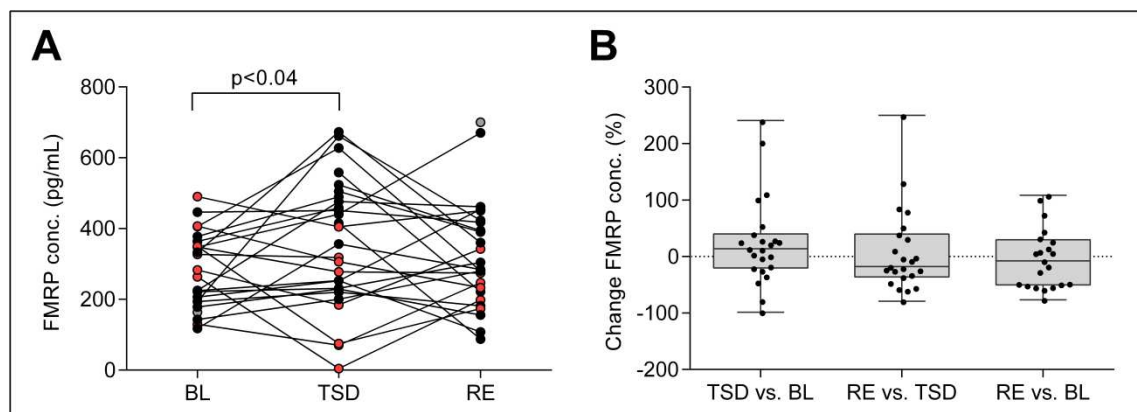 A
p<0.04
FMRP conc. (pg/mL)
800
600
400
200
0
BL TSD RE
B
Change FMRP conc. (%)
300
200
100
0
-100
-200
TSD vs. BL RE vs. TSD RE vs. BL